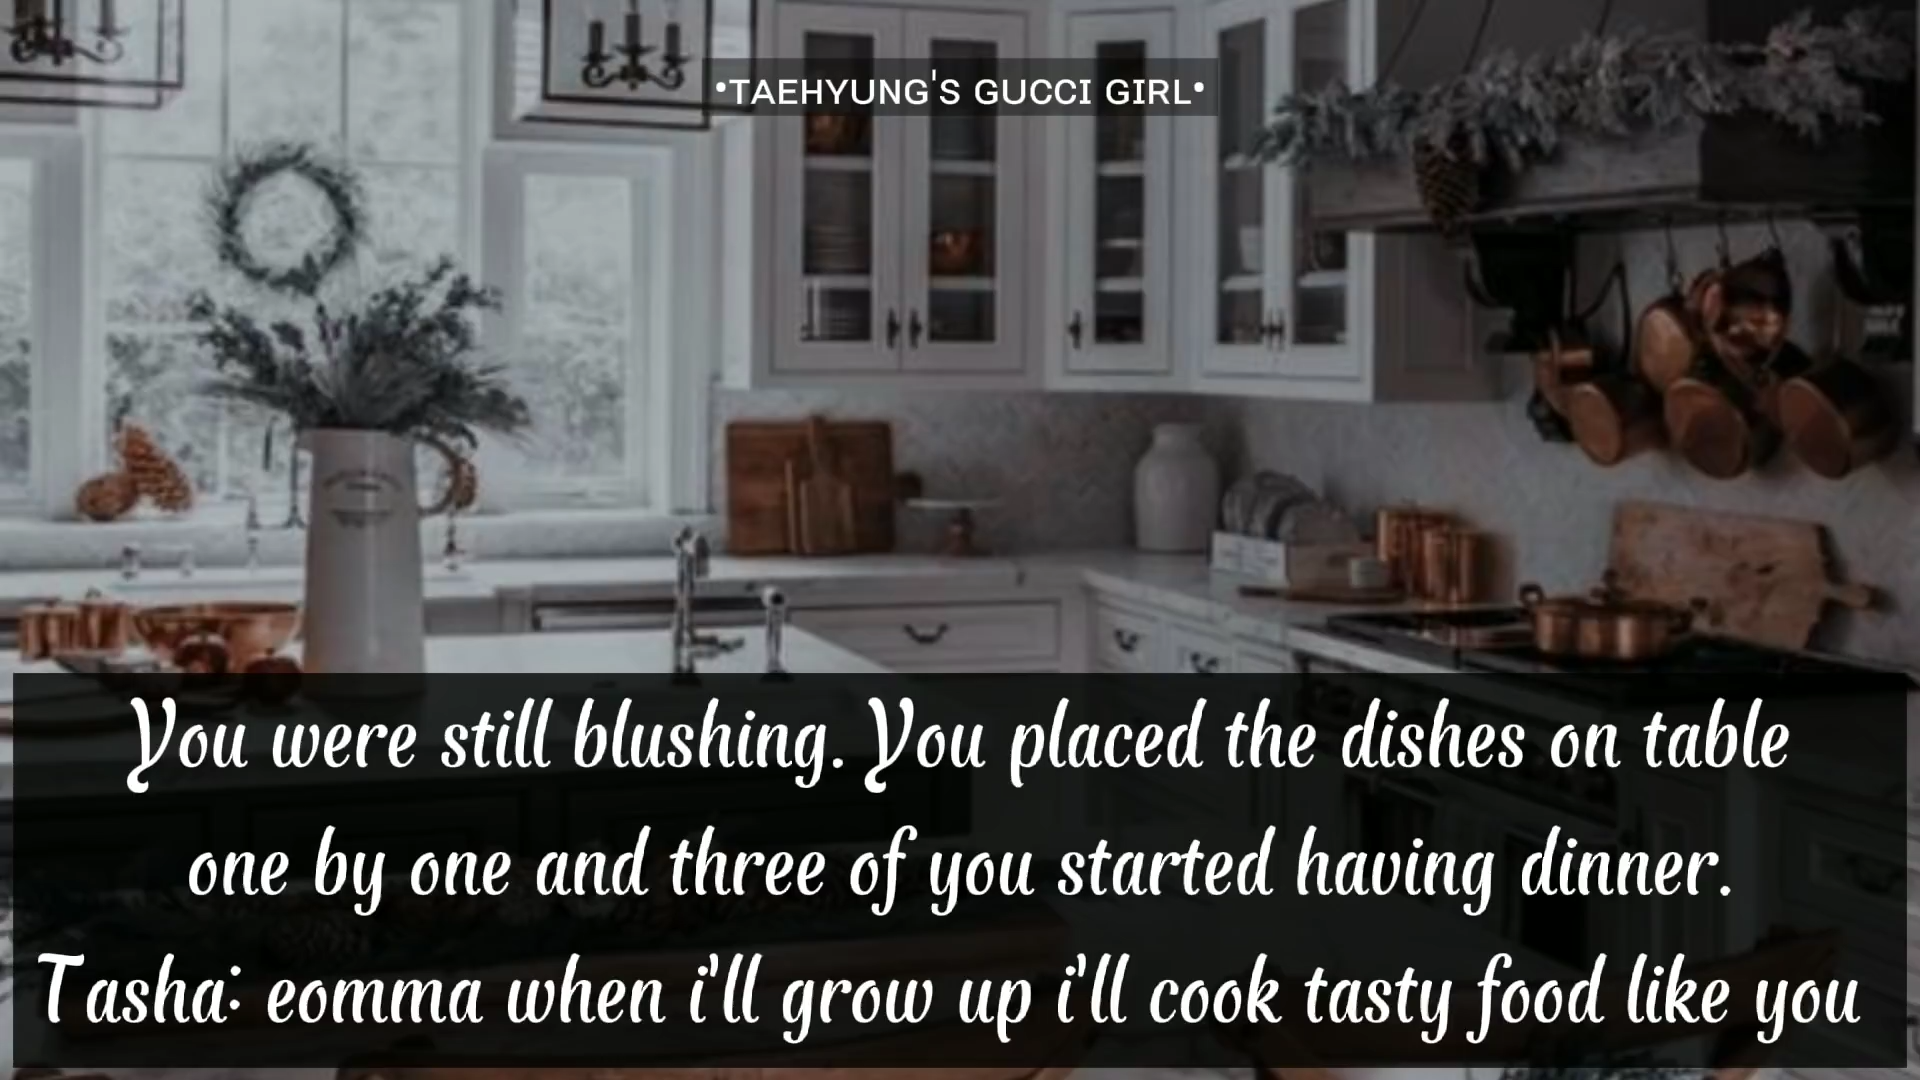 •TAEHYUNG'S GUCCI GIRL•
You were still blushing. You placed the dishes on table
one by one and three of you started having dinner.
Tasha: eomma when i'll grow up i'll cook tasty food like you